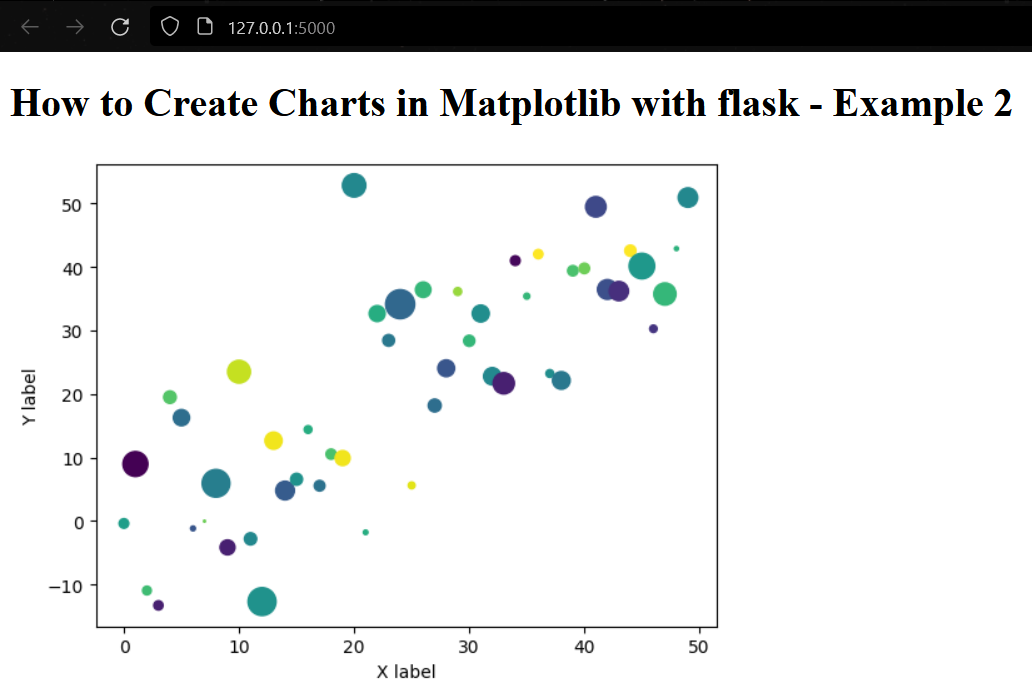 127.0.0.1:5000
How to Create Charts in Matplotlib with flask - Example 2
50
40
30
20
10
0
−10
Y label
0 10 20 30 40 50
X label